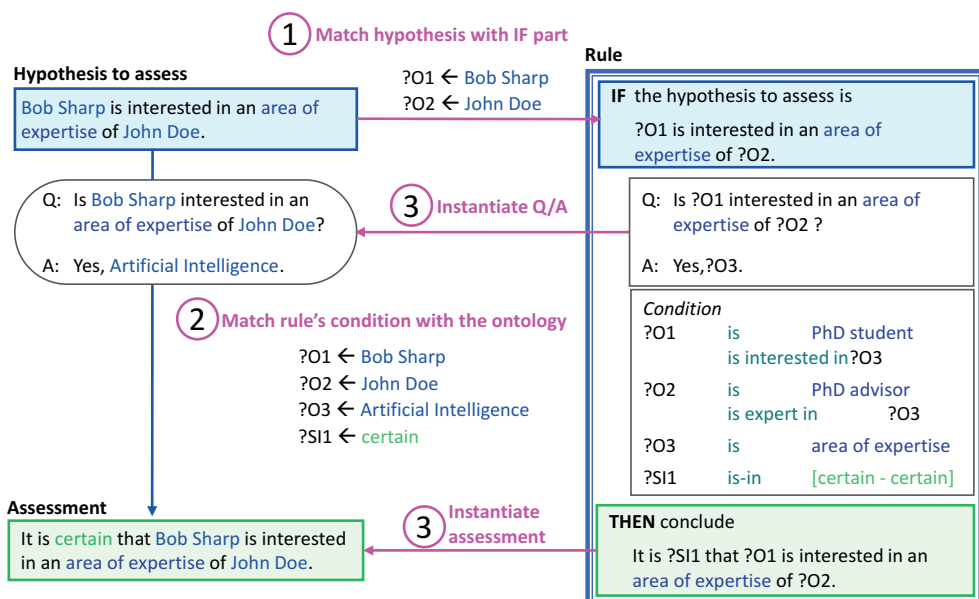 1 Match hypothesis with IF part
Hypothesis to assess
Bob Sharp is interested in an area of
expertise of John Doe.
?O1 ← Bob Sharp
?O2 ← John Doe
Rule
IF the hypothesis to assess is
?O1 is interested in an area of
expertise of ?O2.
Q: Is Bob Sharp interested in an
area of expertise of John Doe?
A: Yes, Artificial Intelligence.
3 Instantiate Q/A
Q: Is ?O1 interested in an area of
expertise of ?O2 ?
A: Yes,?O3.
2 Match rule's condition with the ontology
?O1 ← Bob Sharp
?O2 ← John Doe
?O3 ← Artificial Intelligence
?SI1 ← certain
Condition
?O1 is PhD student
is interested in?O3
?O2 is PhD advisor
is expert in ?O3
?O3 is area of expertise
?SI1 is-in [certain - certain]
Assessment
It is certain that Bob Sharp is interested
in an area of expertise of John Doe.
3 Instantiate
assessment
THEN conclude
It is ?SI1 that ?O1 is interested in an
area of expertise of ?O2.